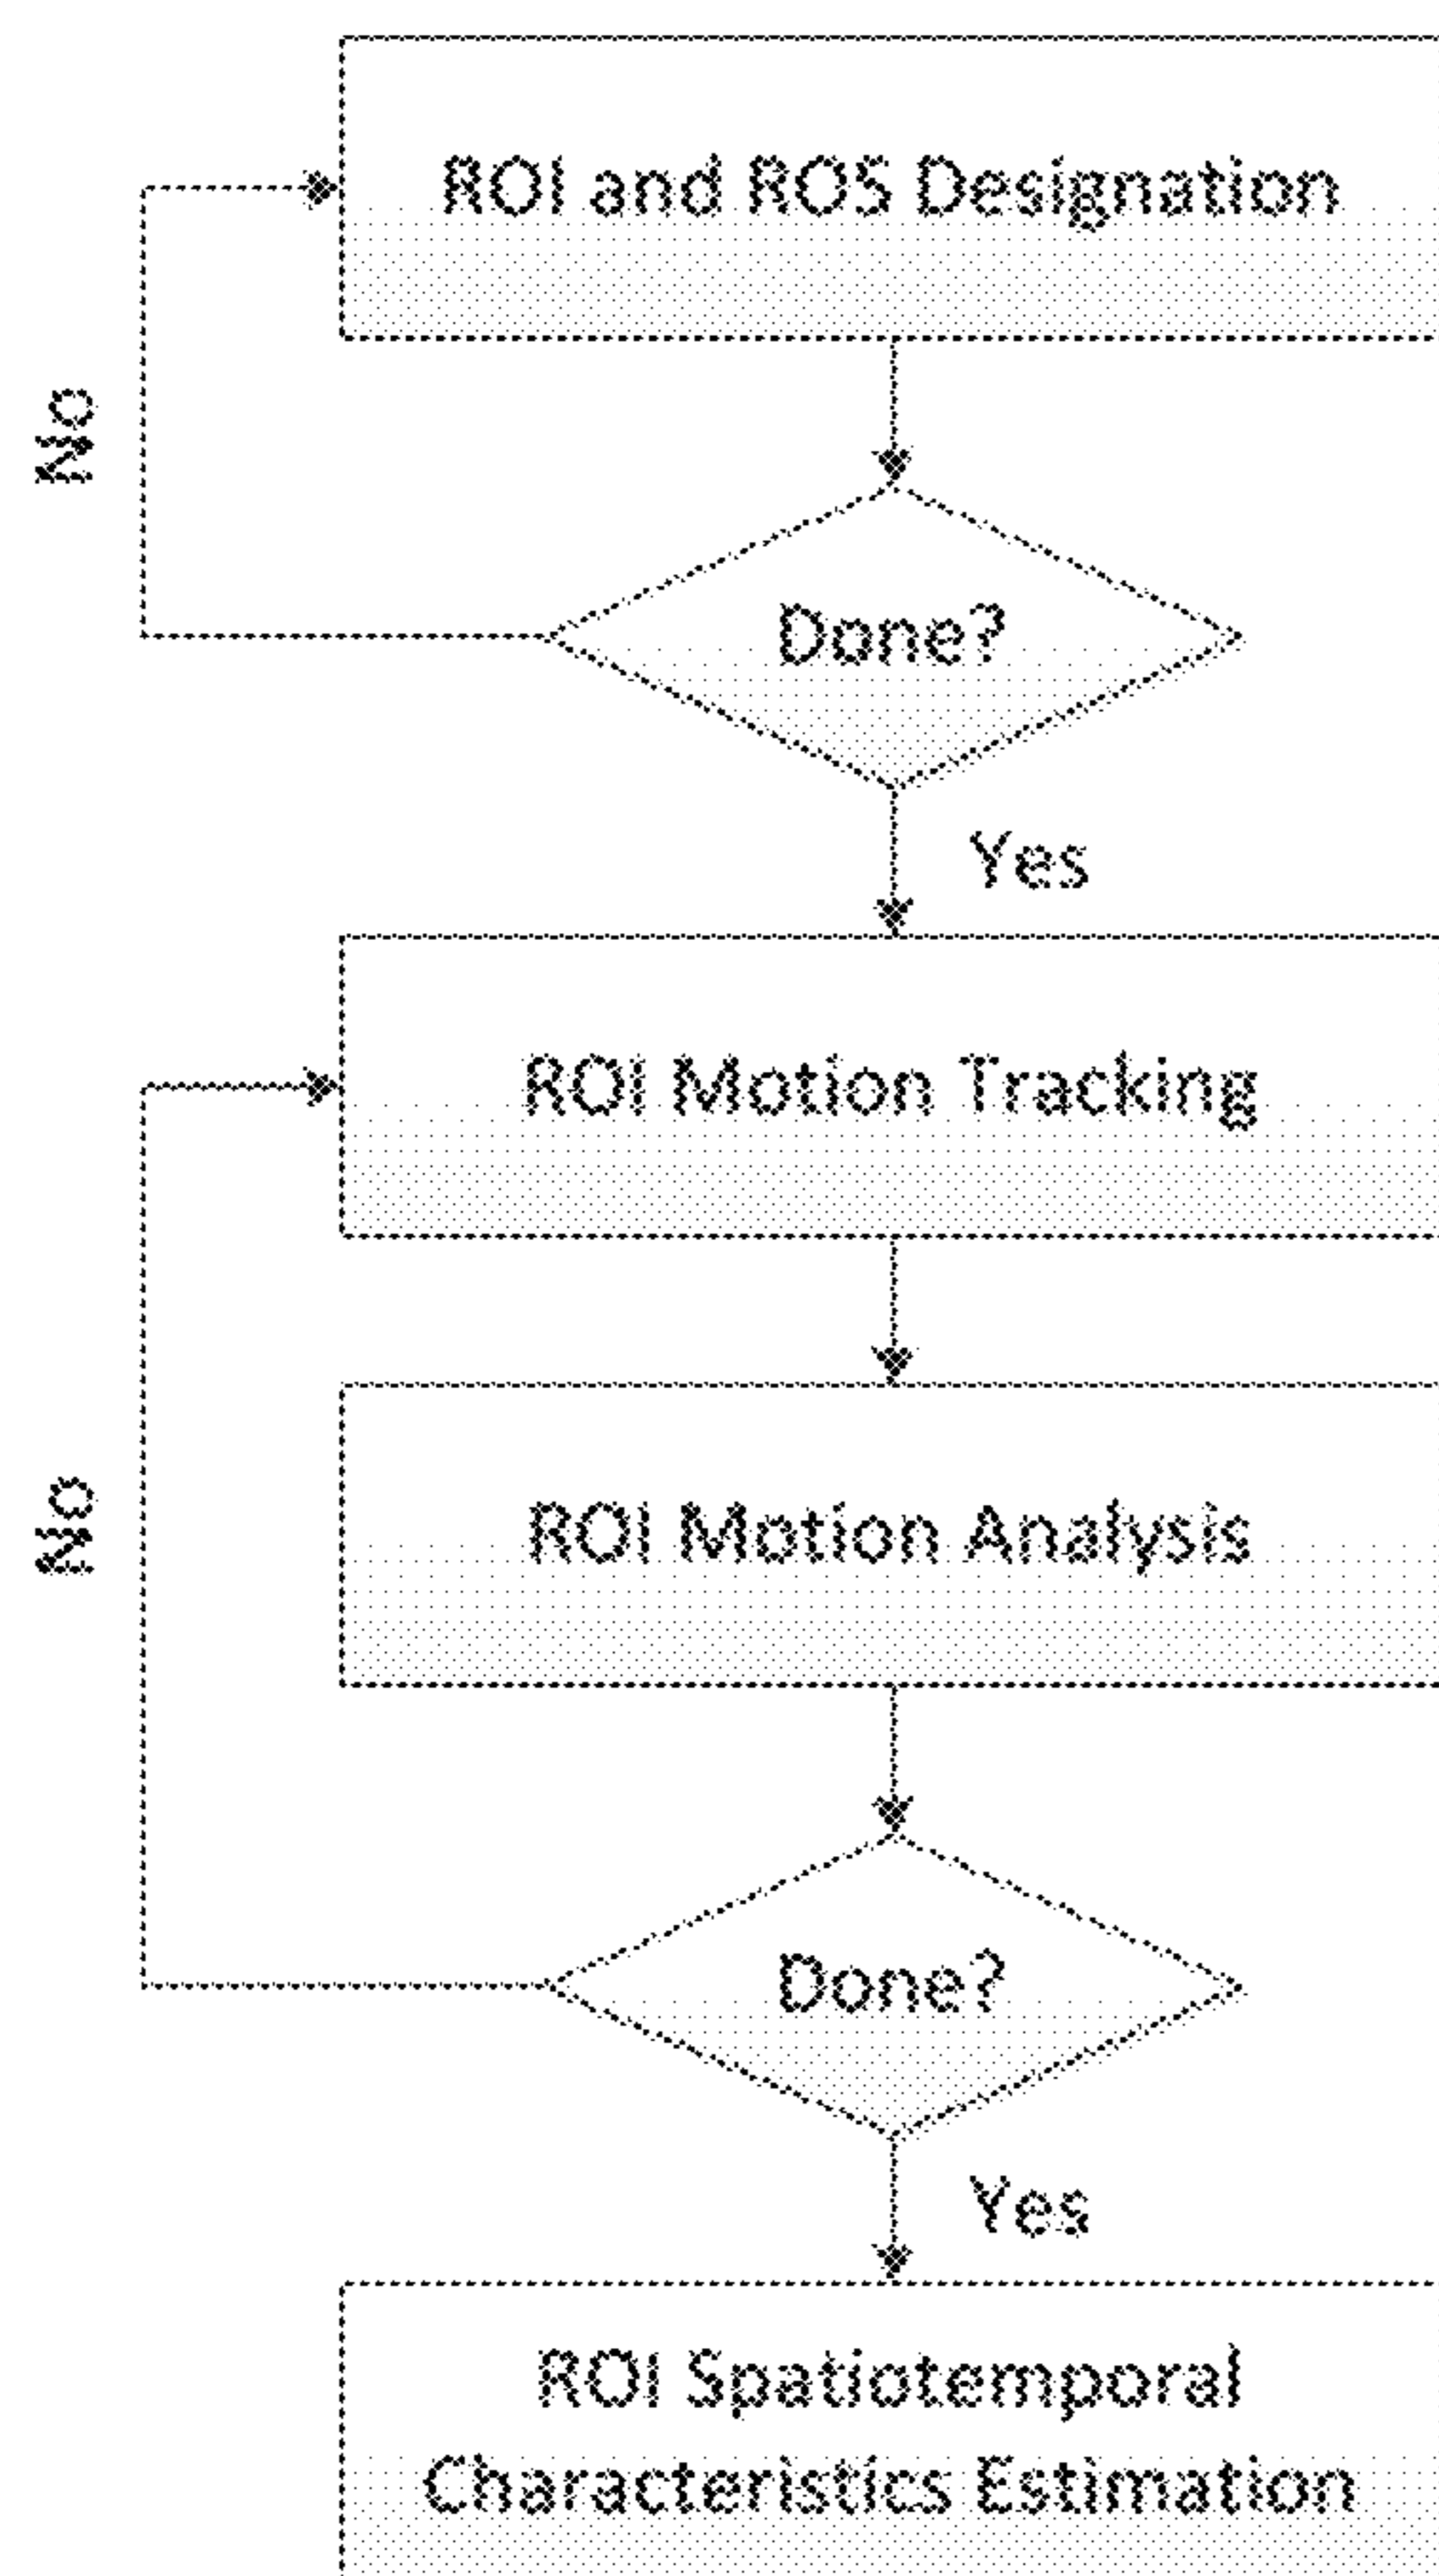 ROI and ROS Designation
No
Done?
Yes
ROI Motion Tracking
ROI Motion Analysis
No
Done?
Yes
ROI Spatiotemporal
Characteristics Estimation